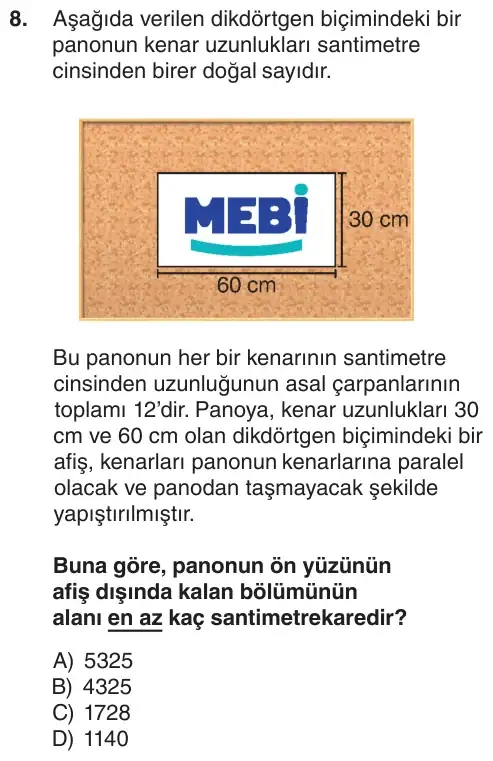 8. Aşağıda verilen dikdörtgen biçimindeki bir
panonun kenar uzunlukları santimetre
cinsinden birer doğal sayıdır.
MEBİ
30 cm
60 cm
Bu panonun her bir kenarının santimetre
cinsinden uzunluğunun asal çarpanlarının
toplamı 12’dir. Panoya, kenar uzunlukları 30
cm ve 60 cm olan dikdörtgen biçimindeki bir
afiş, kenarları panonun kenarlarına paralel
olacak ve panodan taşmayacak şekilde
yapıştırılmıştır.
Buna göre, panonun ön yüzünün
afiş dışında kalan bölümünün
alanı en az kaç santimetrekaredir?
A) 5325
B) 4325
C) 1728
D) 1140